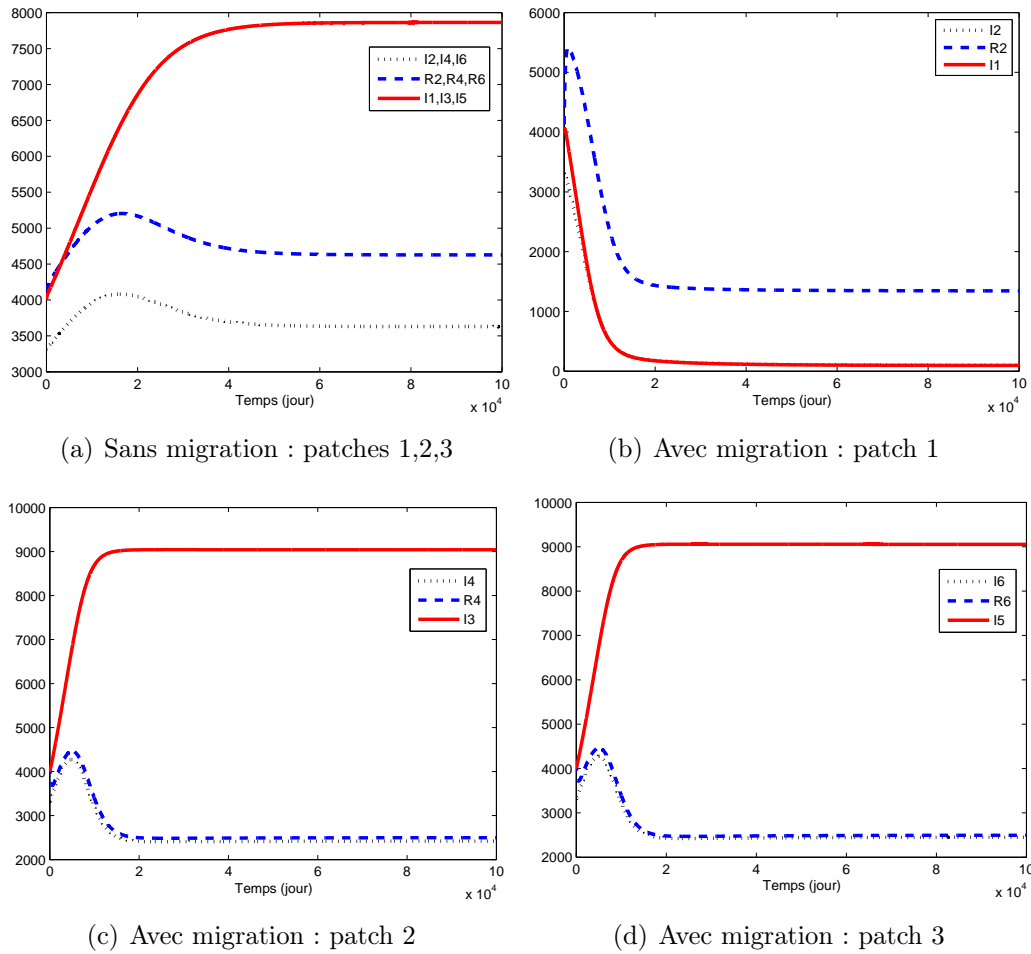 8000
7500
7000
6500
6000
5500
5000
4500
4000
3500
3000
0 2 4 6 8 10
x 10^4
Temps (jour)
I2,I4,I6
R2,R4,R6
I1,I3,I5
(a) Sans migration : patches 1,2,3
6000
5000
4000
3000
2000
1000
0
0 2 4 6 8 10
x 10^4
Temps (jour)
I2
R2
I1
(b) Avec migration : patch 1
10000
9000
8000
7000
6000
5000
4000
3000
2000
0 2 4 6 8 10
x 10^4
Temps (jour)
I4
R4
I3
(c) Avec migration : patch 2
10000
9000
8000
7000
6000
5000
4000
3000
2000
0 2 4 6 8 10
x 10^4
Temps (jour)
I6
R6
I5
(d) Avec migration : patch 3